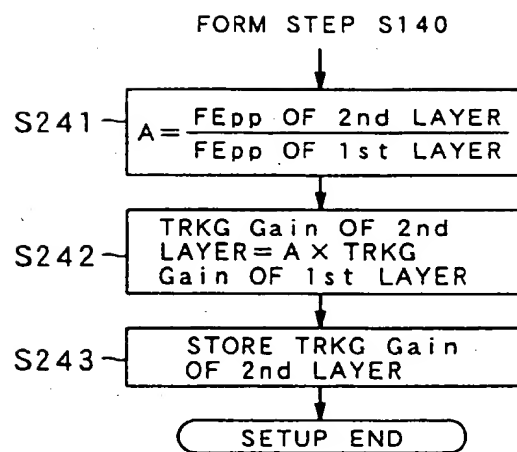 FORM STEP S140
S241
A = FEpp OF 2nd LAYER
FEpp OF 1st LAYER
S242
TRKG Gain OF 2nd
LAYER = A × TRKG
Gain OF 1st LAYER
S243
STORE TRKG Gain
OF 2nd LAYER
SETUP END